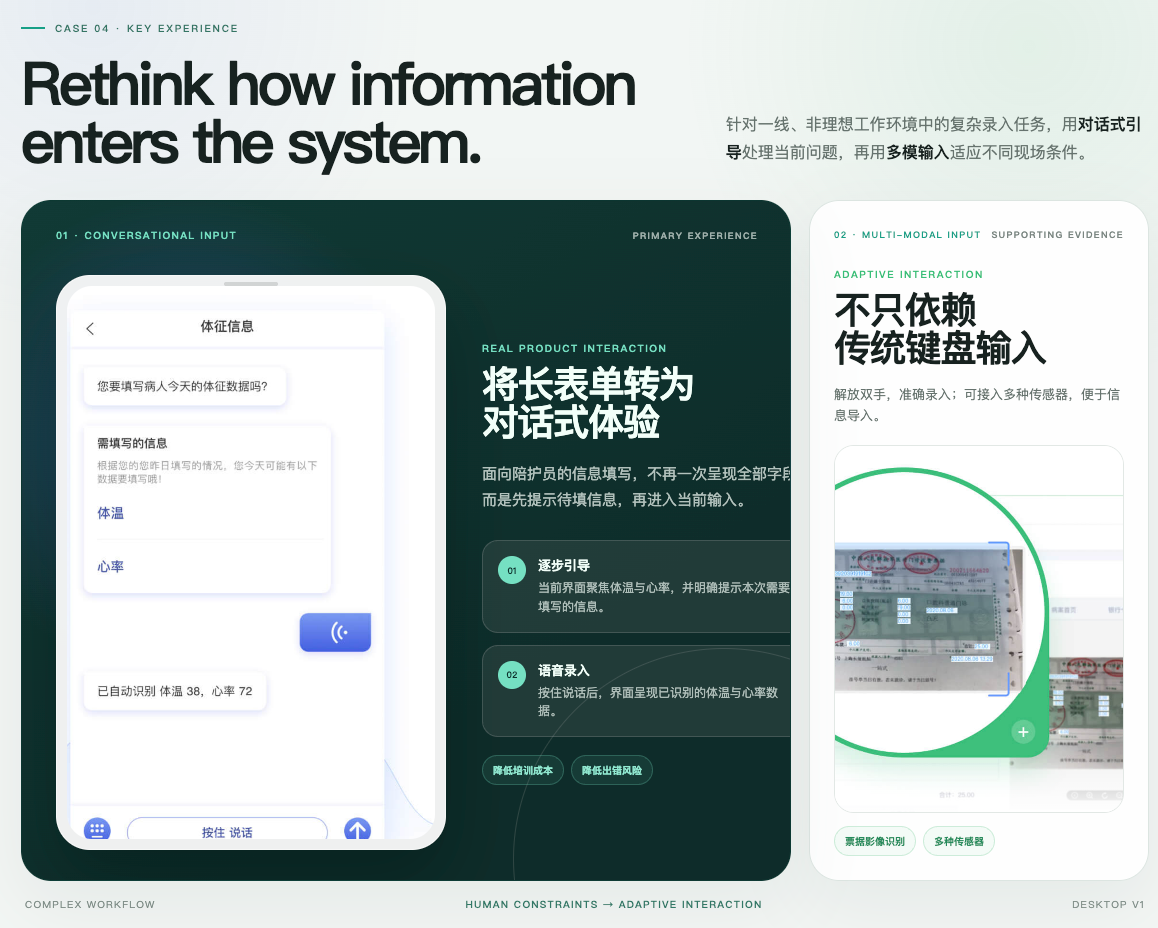 CASE 04 · KEY EXPERIENCE
Rethink how information
enters the system.
针对一线、非理想工作环境中的复杂录入任务，用对话式引
导处理当前问题，再用多模输入适应不同现场条件。
01 · CONVERSATIONAL INPUT
PRIMARY EXPERIENCE
体征信息
您要填写病人今天的体征数据吗?
需填写的信息
根据您的您昨日填写的情况，您今天可能有以下
数据要填写哦!
体温
心率
已自动识别 体温 38，心率 72
按住 说话
REAL PRODUCT INTERACTION
将长表单转为
对话式体验
面向陪护员的信息填写，不再一次呈现全部字段
而是先提示待填信息，再进入当前输入。
01
逐步引导
当前界面聚焦体温与心率，并明确提示本次需要
填写的信息。
02
语音录入
按住说话后，界面呈现已识别的体温与心率数
据。
降低培训成本
降低出错风险
02 · MULTI-MODAL INPUT
SUPPORTING EVIDENCE
ADAPTIVE INTERACTION
不只依赖
传统键盘输入
解放双手，准确录入；可接入多种传感器，便于信
息导入。
合计：29.00
票据影像识别
多种传感器
COMPLEX WORKFLOW
HUMAN CONSTRAINTS → ADAPTIVE INTERACTION
DESKTOP V1